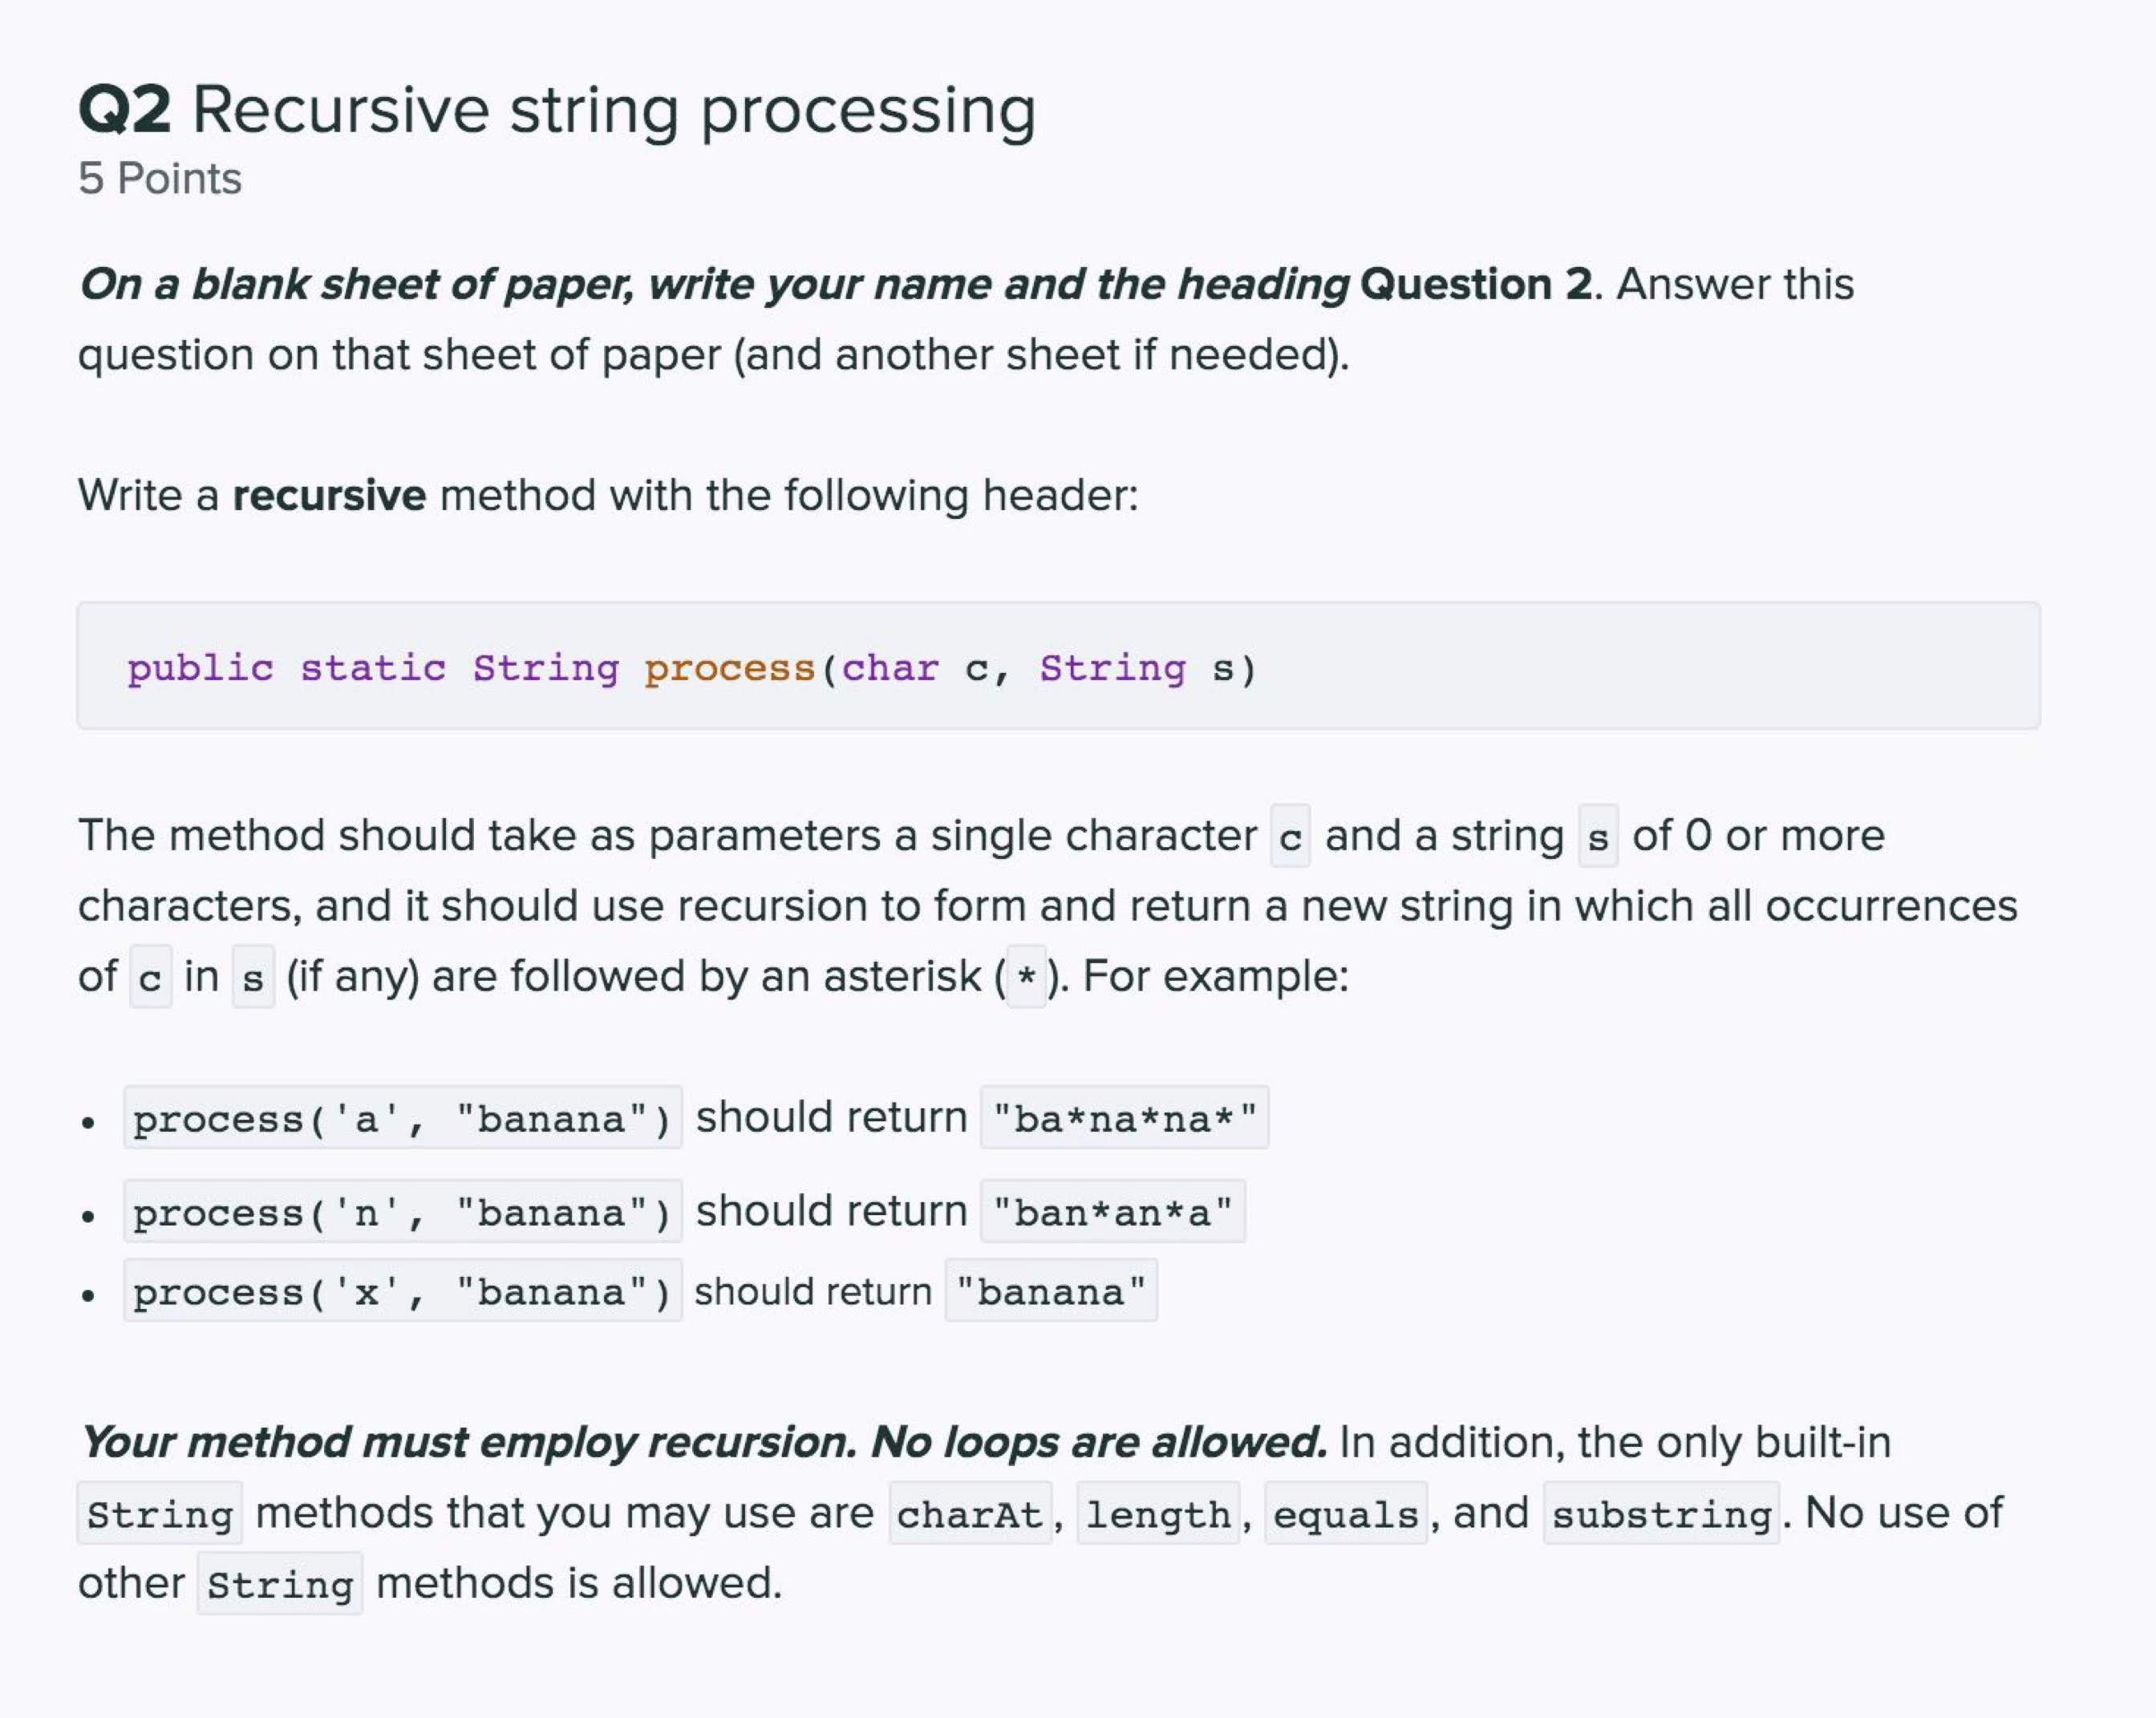 Q2 Recursive string processing
5 Points
On a blank sheet of paper, write your name and the heading Question 2. Answer this
question on that sheet of paper (and another sheet if needed).
Write a recursive method with the following header:
public static String process(char c, String s)
The method should take as parameters a single character c and a string s of 0 or more
characters, and it should use recursion to form and return a new string in which all occurrences
of c in s (if any) are followed by an asterisk (*). For example:
• process('a', "banana") should return "ba*na*na*"
• process('n', "banana") should return "ban*an*a"
• process('x', "banana") should return "banana"
Your method must employ recursion. No loops are allowed. In addition, the only built-in
String methods that you may use are charAt, length, equals, and substring. No use of
other String methods is allowed.